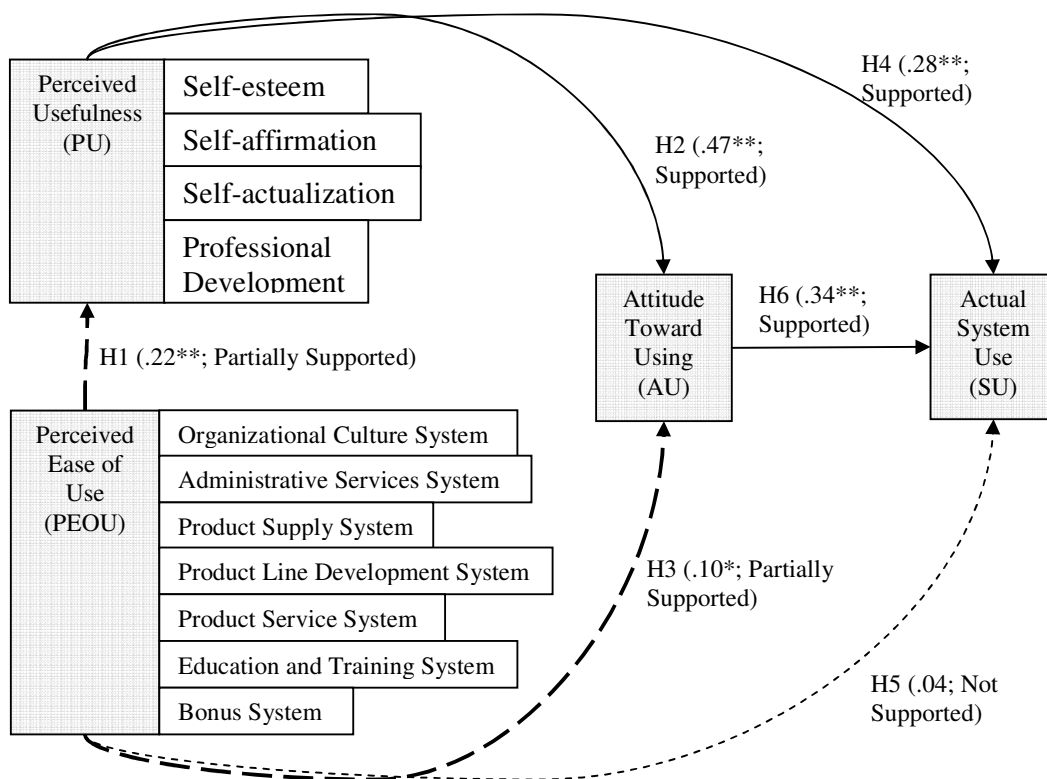 Perceived
Usefulness
(PU)
Self-esteem
Self-affirmation
Self-actualization
Professional
Development
H4 (.28**;
Supported)
H2 (.47**;
Supported)
H6 (.34**;
Supported)
Attitude
Toward
Using
(AU)
Actual
System
Use
(SU)
H1 (.22**; Partially Supported)
Perceived
Ease of
Use
(PEOU)
Organizational Culture System
Administrative Services System
Product Supply System
Product Line Development System
Product Service System
Education and Training System
Bonus System
H3 (.10*; Partially
Supported)
H5 (.04; Not
Supported)